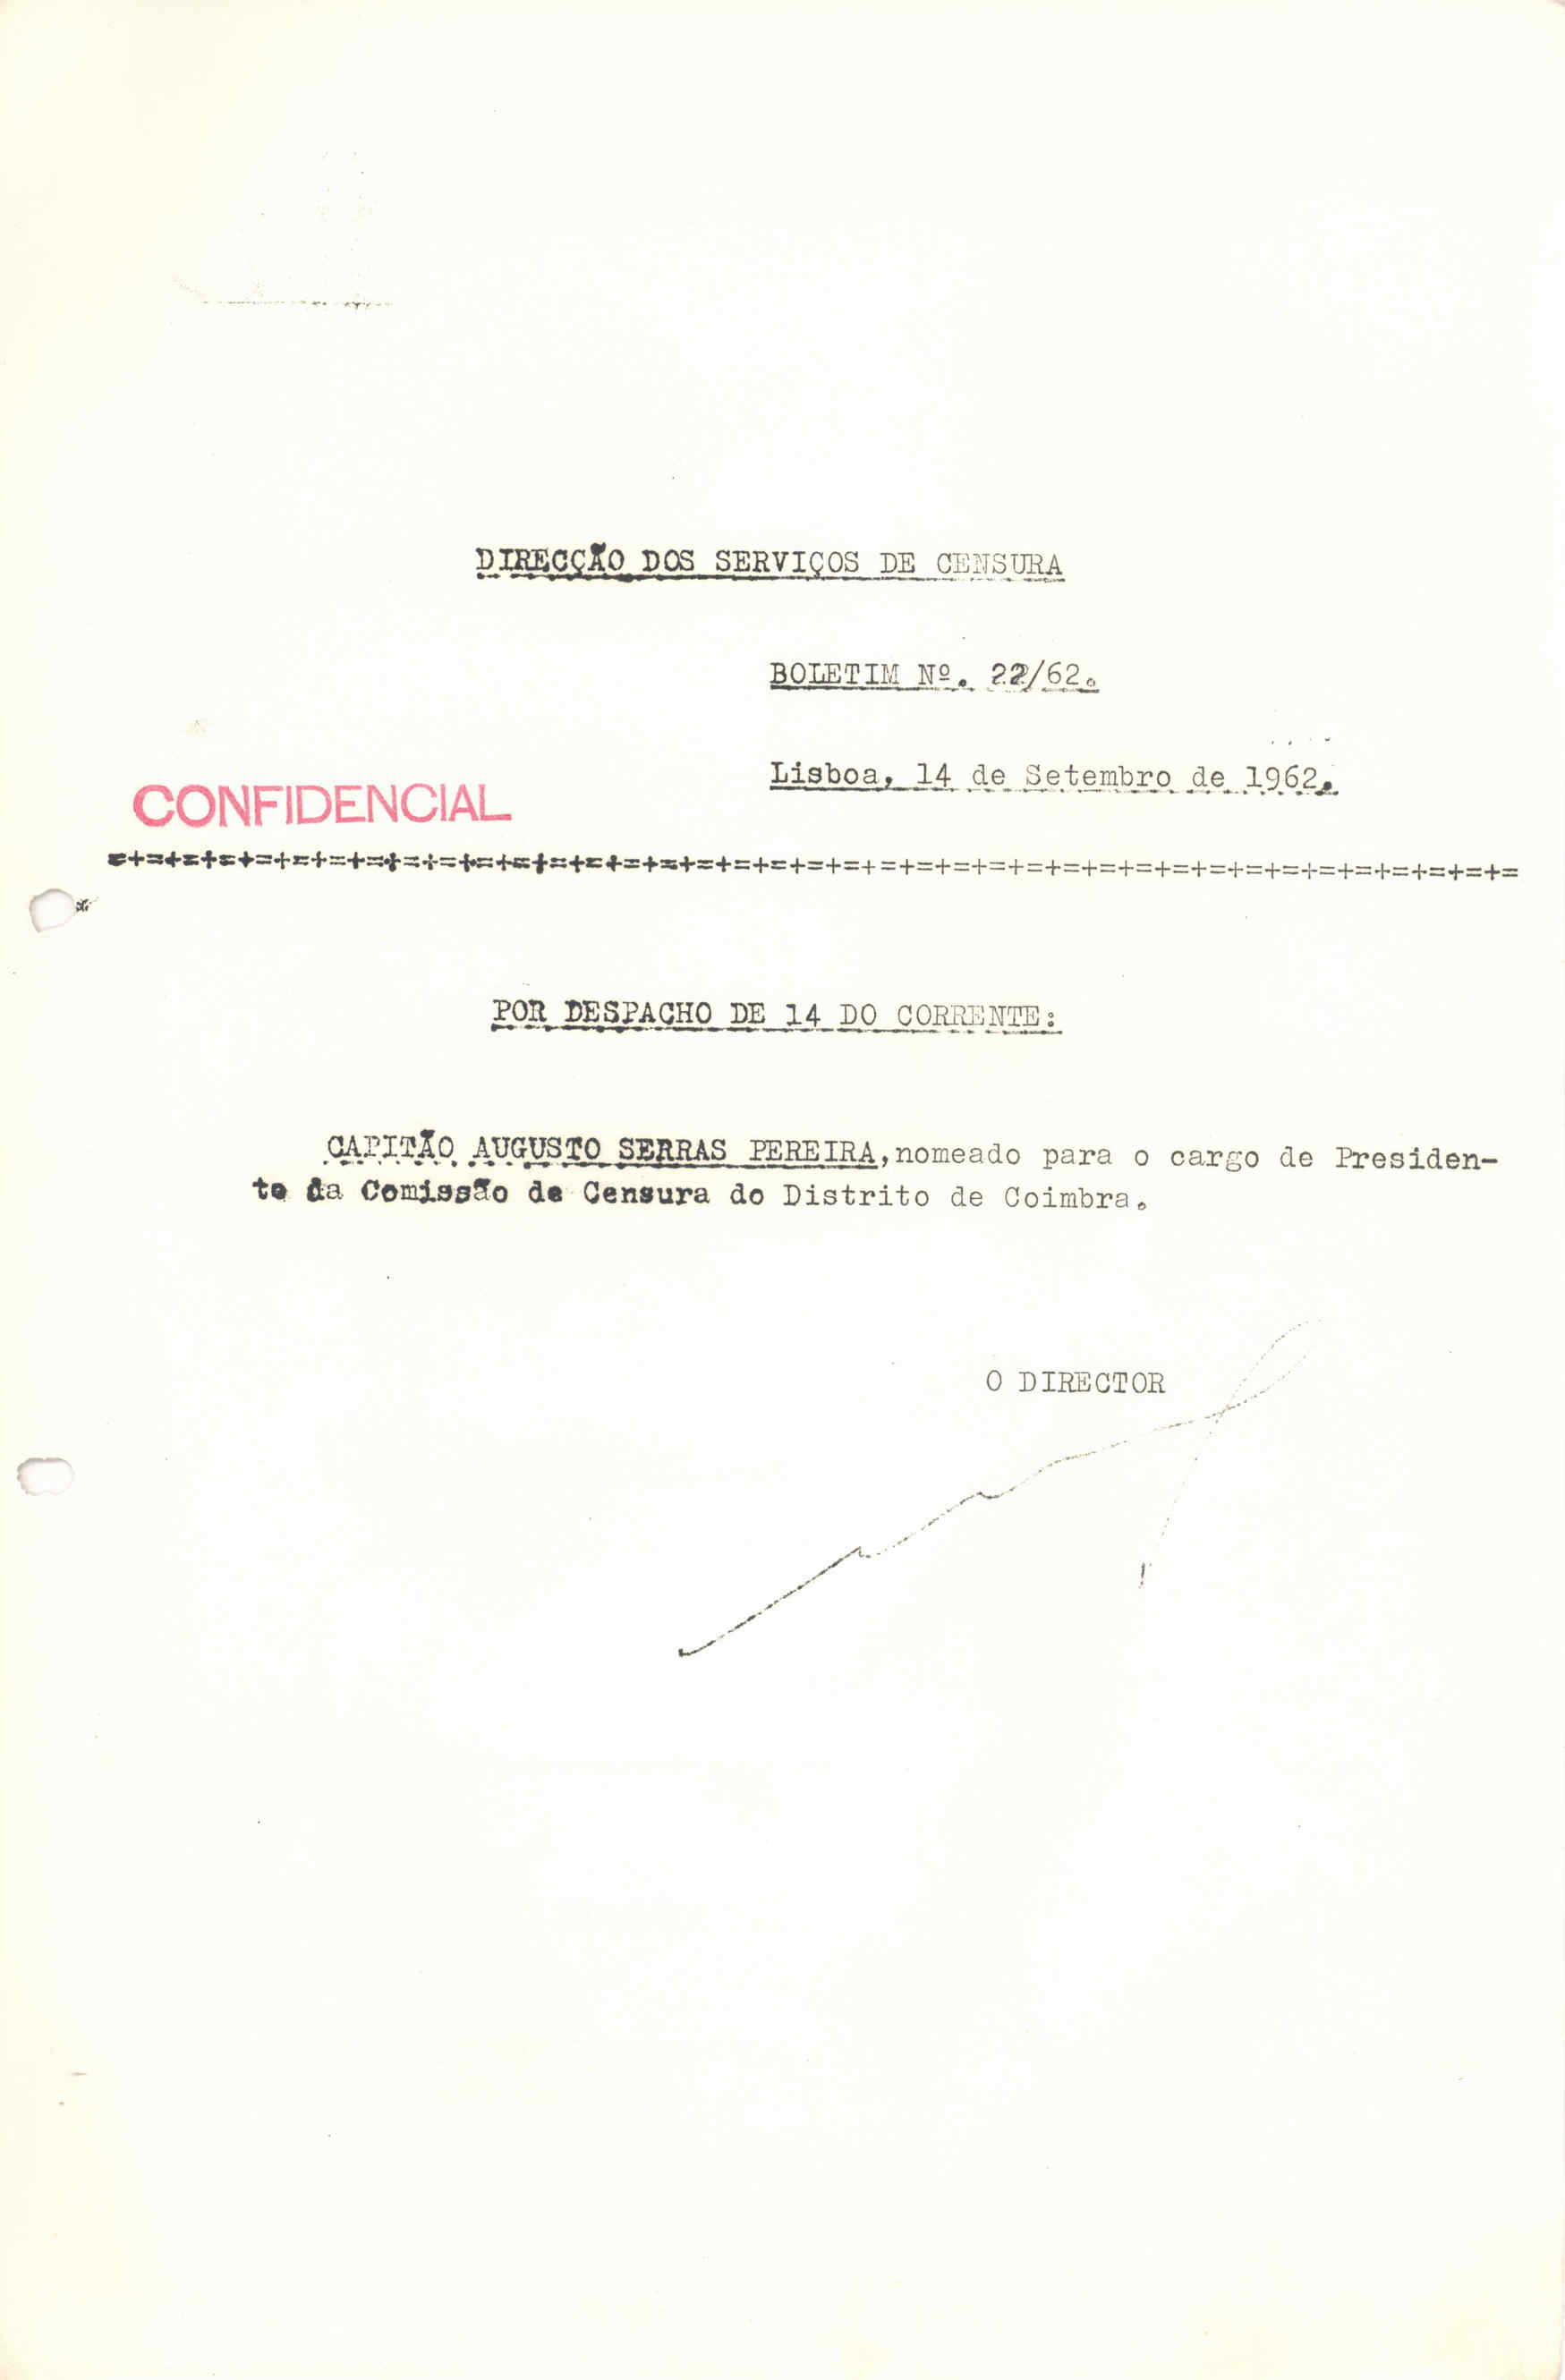 DIRECÇÃO DOS SERVIÇOS DE CENSURA
BOLETIM Nº. 22/62.
Lisboa, 14 de Setembro de 1962.
CONFIDENCIAL
=+=+=+=+=+=+=+=+=+=+=+=+=+=+=+=+=+=+=+=+=+=+=+=+=+=+=+=+=+=+=+=+=+=+=+=+=+=+=
POR DESPACHO DE 14 DO CORRENTE:
CAPITÃO AUGUSTO SERRAS PEREIRA, nomeado para o cargo de Presiden-
te da Comissão de Censura do Distrito de Coimbra.
O DIRECTOR